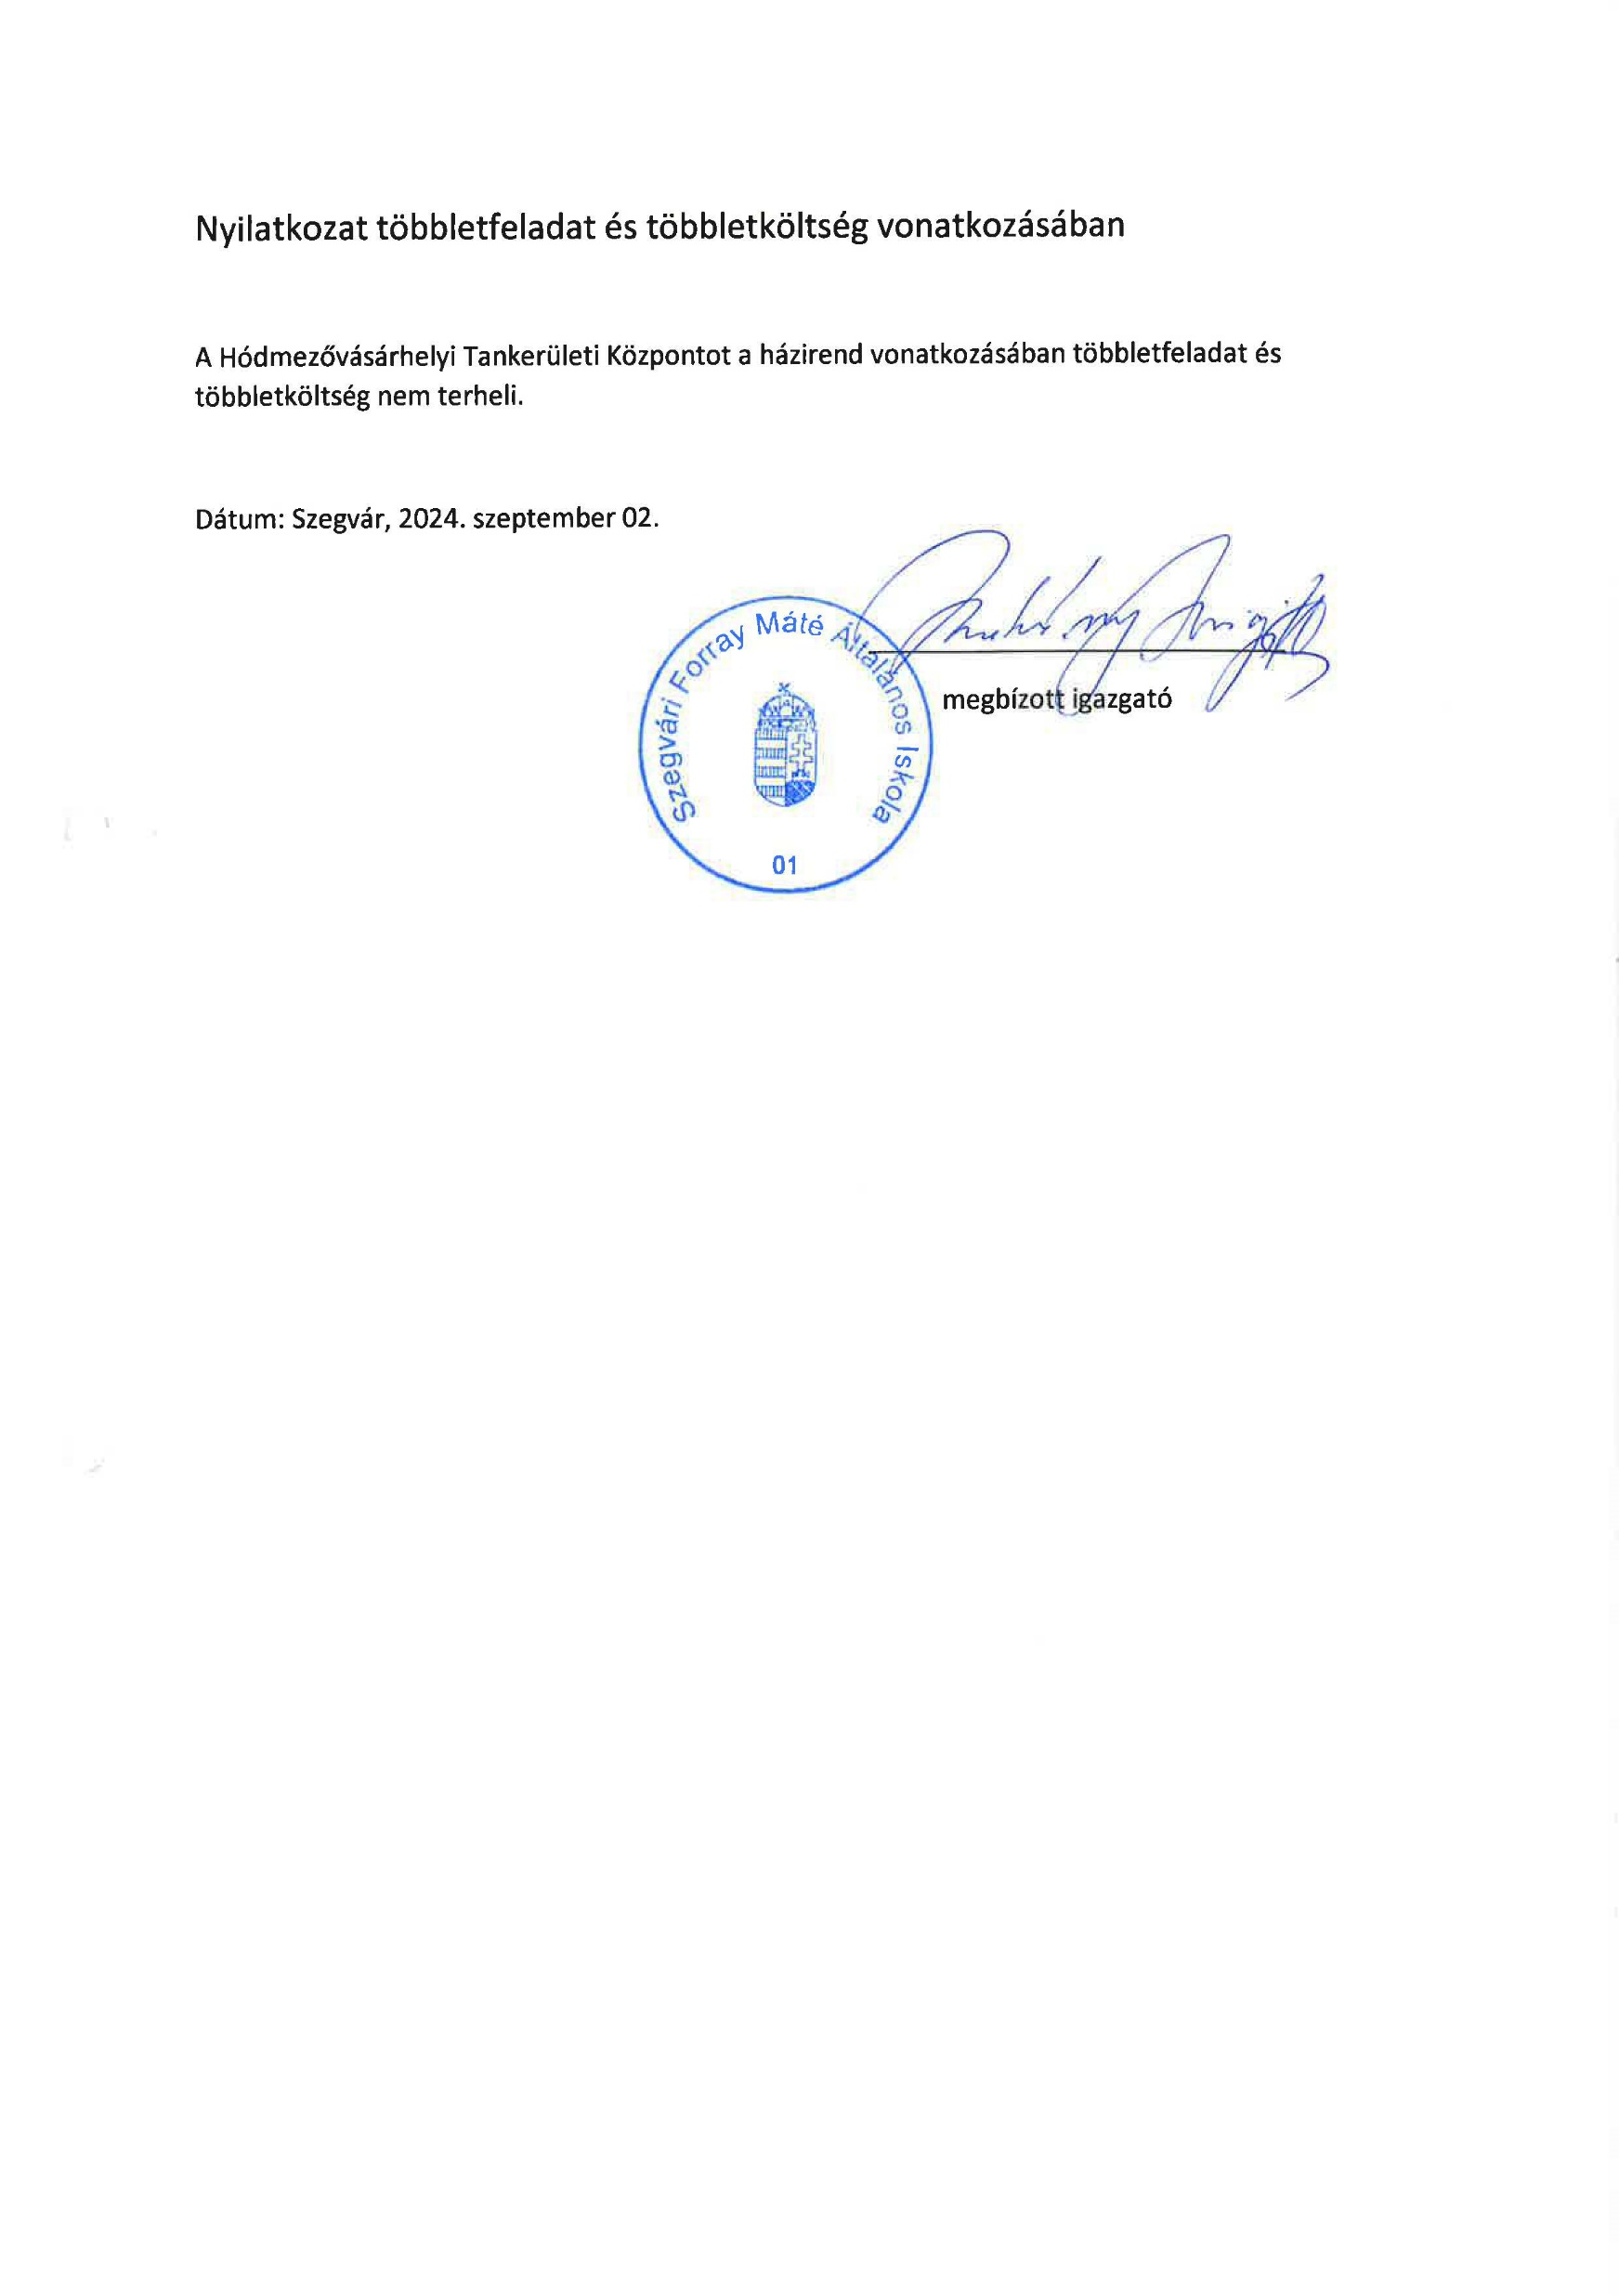 Nyilatkozat többletfeladat és többletköltség vonatkozásában
A Hódmezővásárhelyi Tankerületi Központot a házirend vonatkozásában többletfeladat és
többletköltség nem terheli.
Dátum: Szegvár, 2024. szeptember 02.
Szegvári Forray Máté Általános Iskola
01
megbízott igazgató